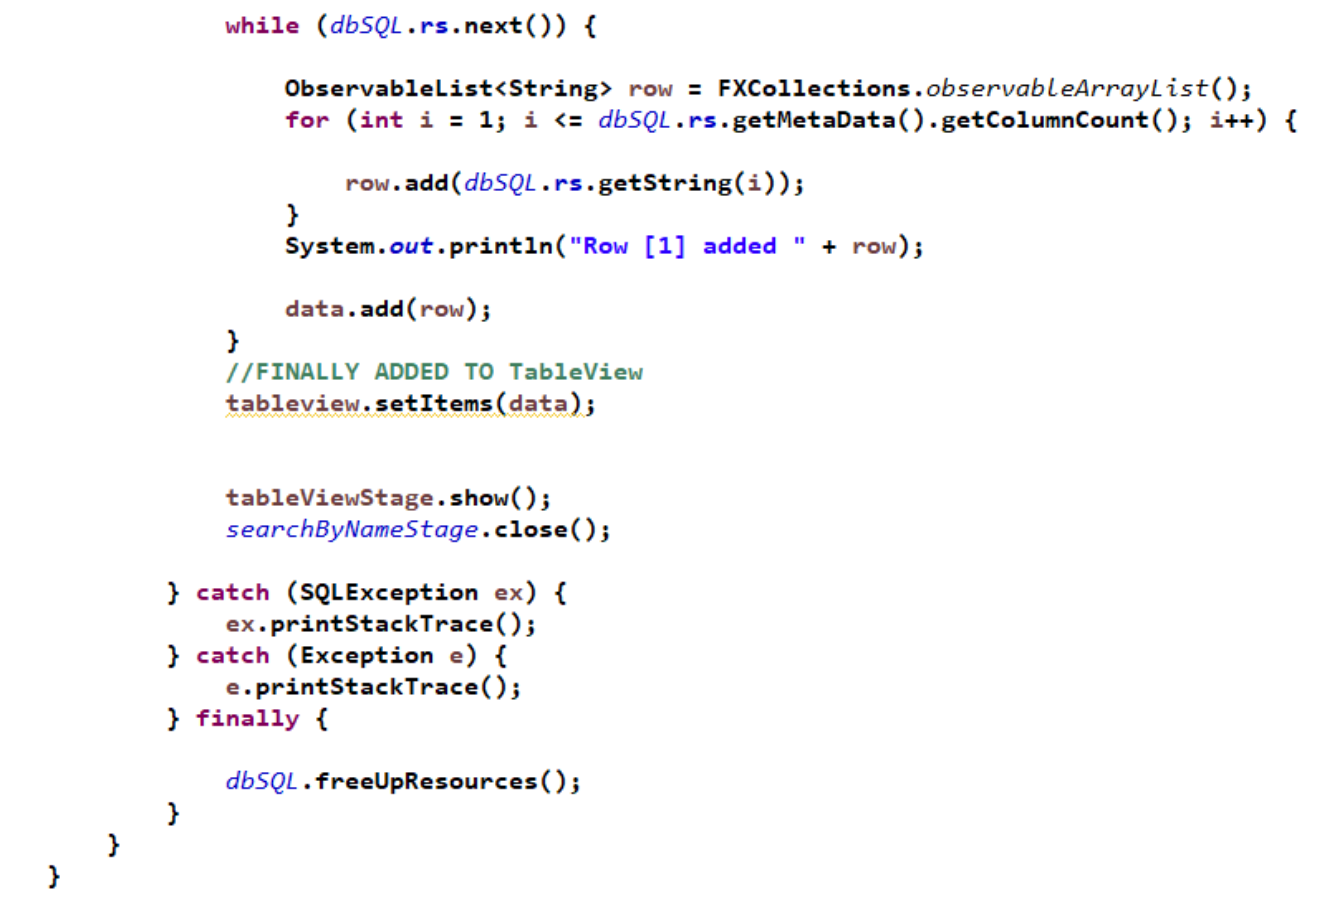 while (dbSQL.rs.next()) {
ObservableList<String> row = FXCollections.observableArrayList();
for (int i = 1; i <= dbSQL.rs.getMetaData().getColumnCount(); i++) {
row.add(dbSQL.rs.getString(i));
}
System.out.println("Row [1] added " + row);
data.add(row);
}
//FINALLY ADDED TO TableView
tableview.setItems(data);
tableViewStage.show();
searchByNameStage.close();
} catch (SQLException ex) {
ex.printStackTrace();
} catch (Exception e) {
e.printStackTrace();
} finally {
dbSQL.freeUpResources();
}
}
}